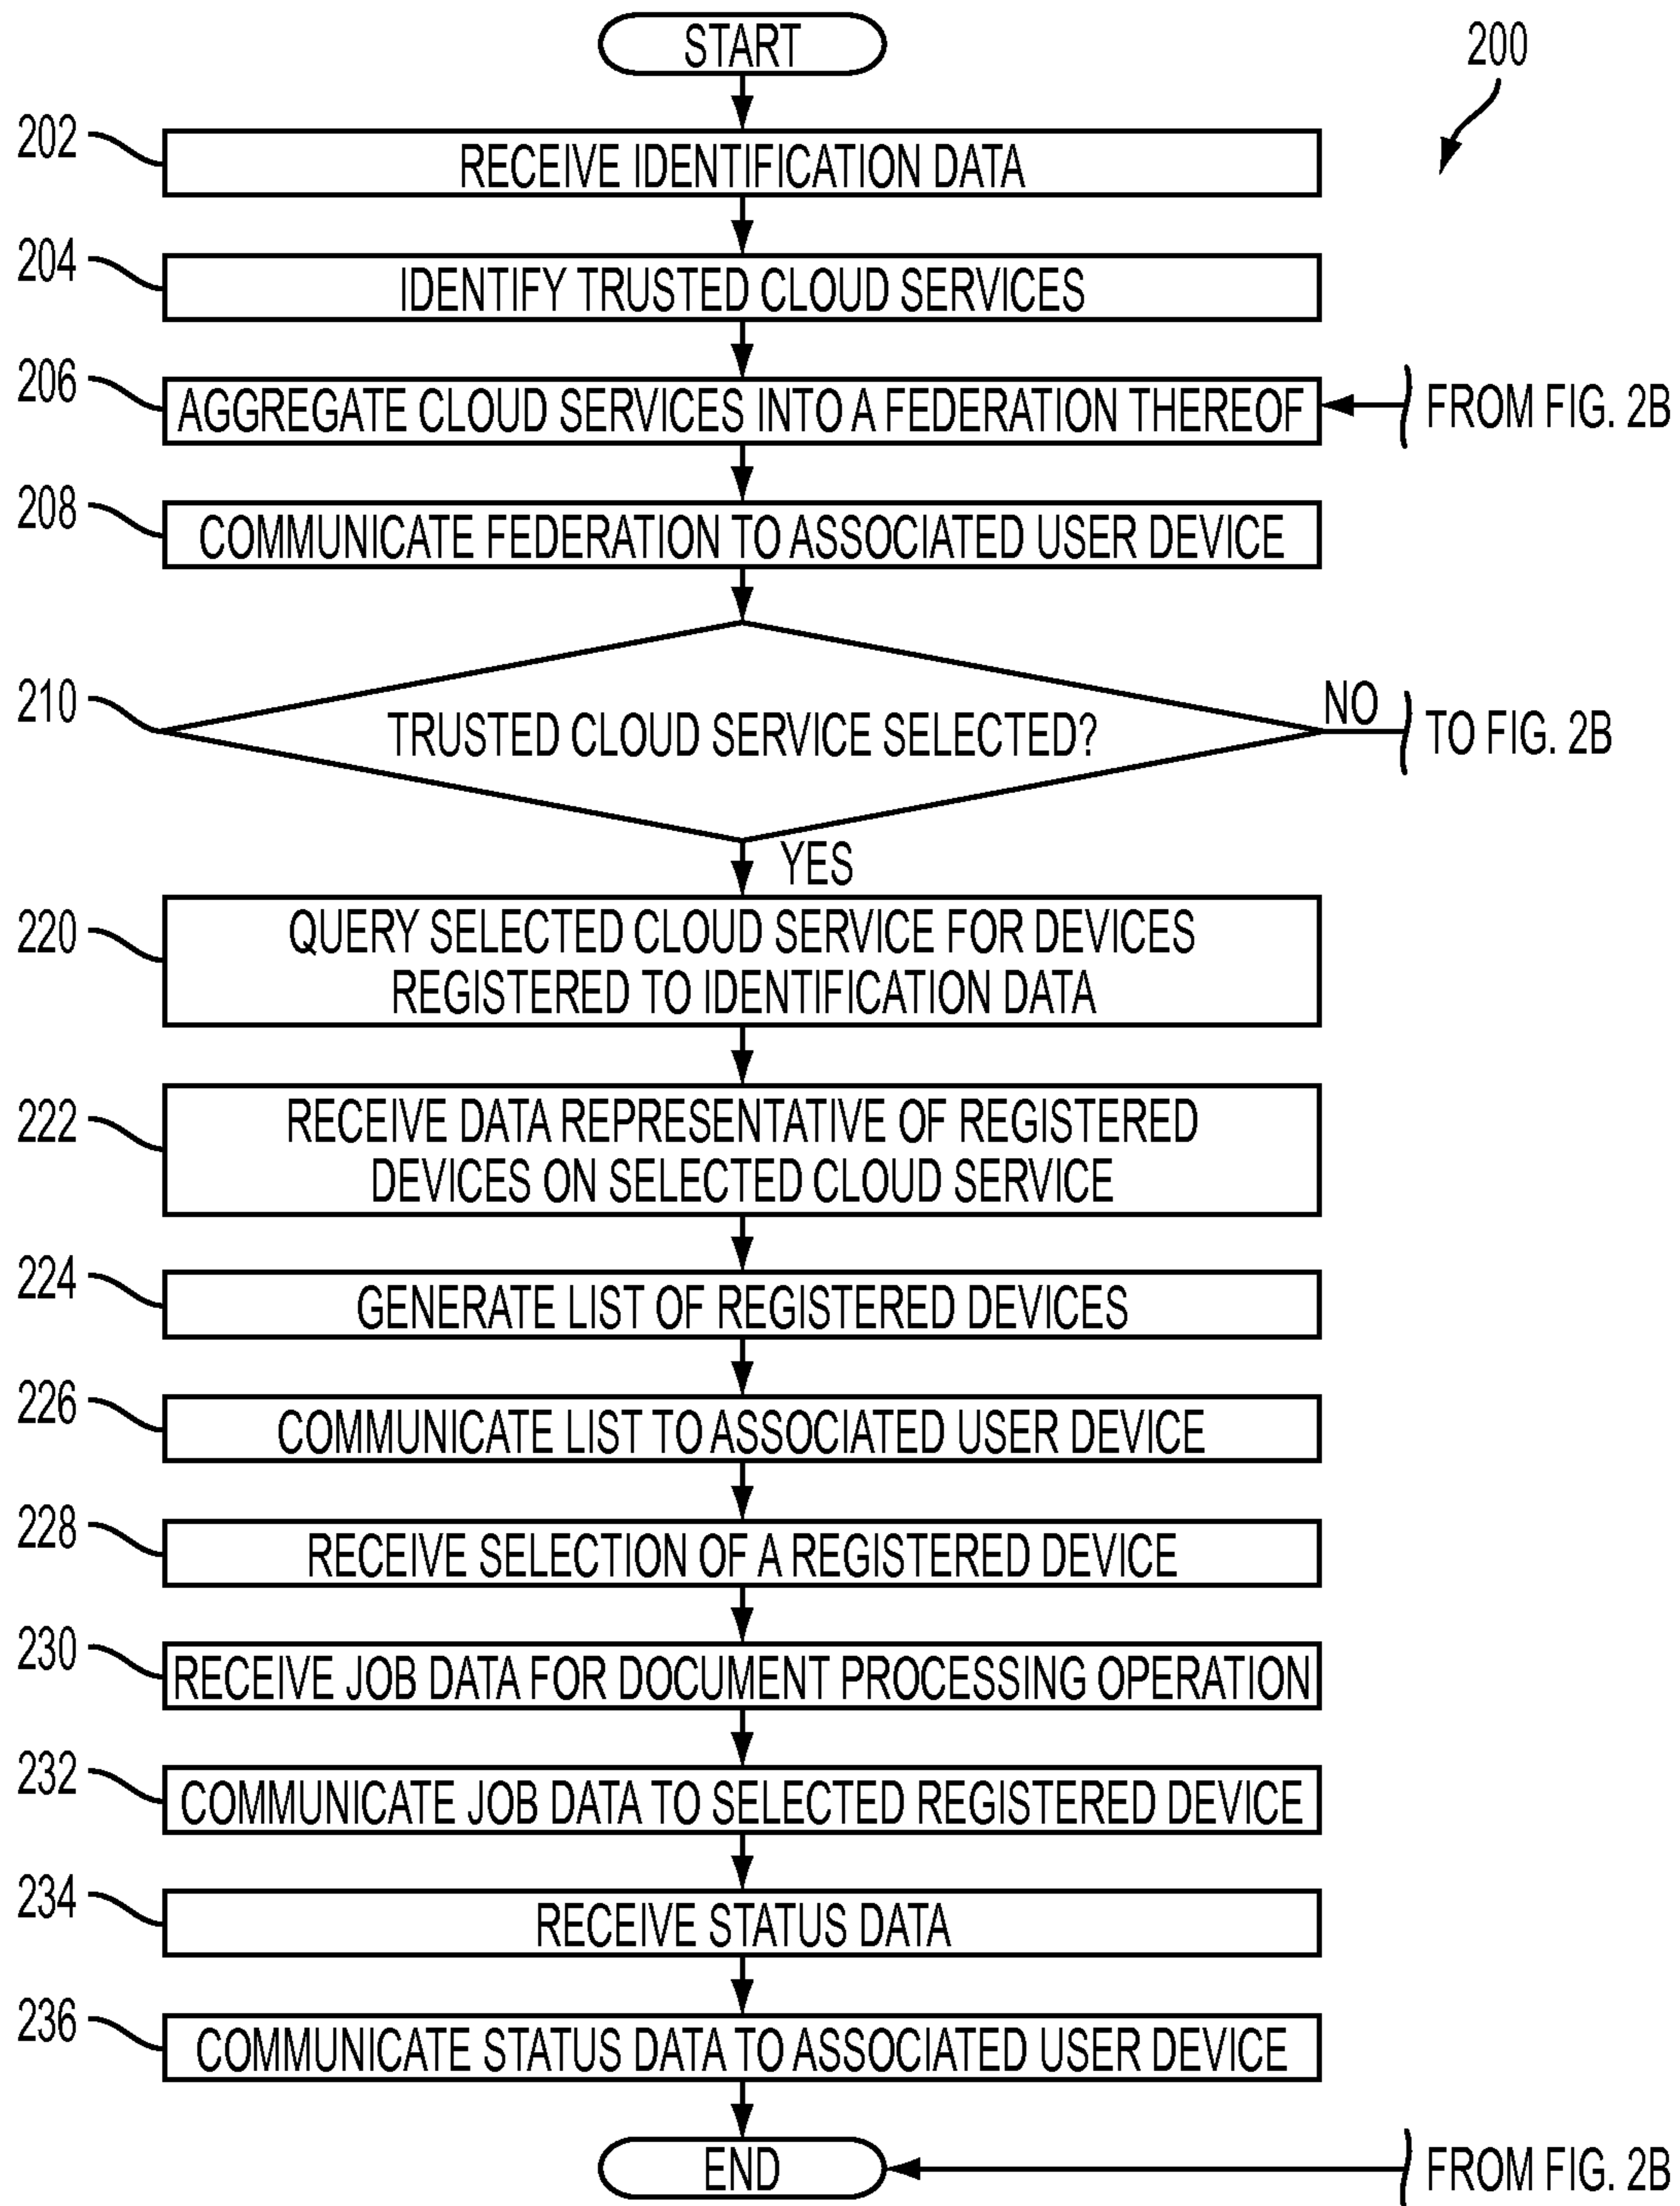 START
200
202
RECEIVE IDENTIFICATION DATA
204
IDENTIFY TRUSTED CLOUD SERVICES
206
AGGREGATE CLOUD SERVICES INTO A FEDERATION THEREOF
FROM FIG. 2B
208
COMMUNICATE FEDERATION TO ASSOCIATED USER DEVICE
210
TRUSTED CLOUD SERVICE SELECTED?
NO
TO FIG. 2B
YES
220
QUERY SELECTED CLOUD SERVICE FOR DEVICES
REGISTERED TO IDENTIFICATION DATA
222
RECEIVE DATA REPRESENTATIVE OF REGISTERED
DEVICES ON SELECTED CLOUD SERVICE
224
GENERATE LIST OF REGISTERED DEVICES
226
COMMUNICATE LIST TO ASSOCIATED USER DEVICE
228
RECEIVE SELECTION OF A REGISTERED DEVICE
230
RECEIVE JOB DATA FOR DOCUMENT PROCESSING OPERATION
232
COMMUNICATE JOB DATA TO SELECTED REGISTERED DEVICE
234
RECEIVE STATUS DATA
236
COMMUNICATE STATUS DATA TO ASSOCIATED USER DEVICE
END
FROM FIG. 2B